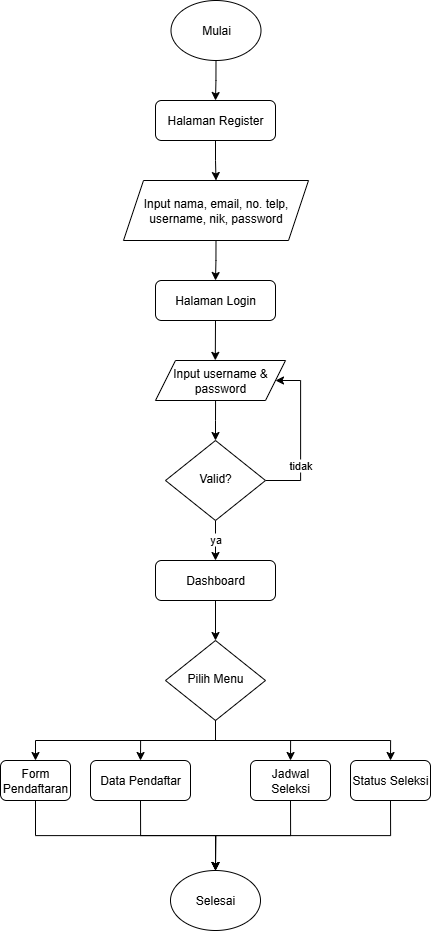 Mulai
Halaman Register
Input nama, email, no. telp,
username, nik, password
Halaman Login
Input username &
password
Valid?
tidak
ya
Dashboard
Pilih Menu
Form
Pendaftaran
Data Pendaftar
Jadwal
Seleksi
Status Seleksi
Selesai